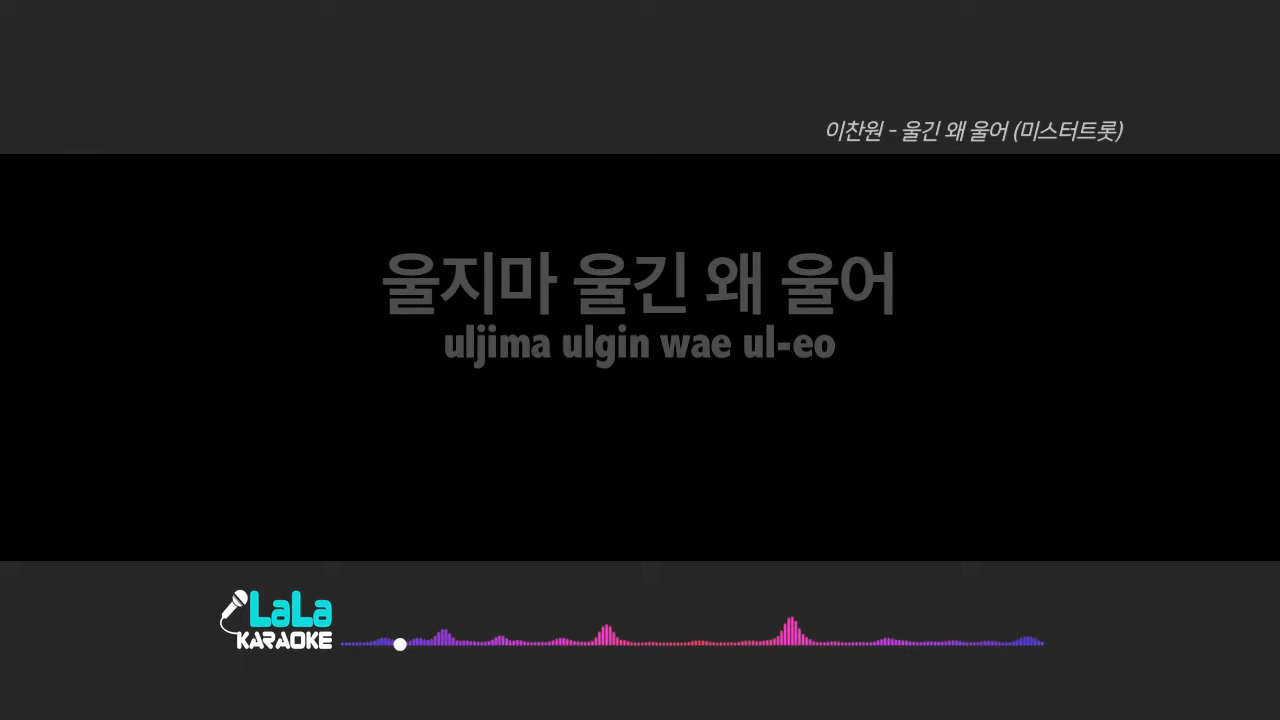 이찬원 - 울긴 왜 울어 (미스터트롯)
울지마 울긴 왜 울어
uljima ulgin wae ul-eo
LaLa
KARAOKE